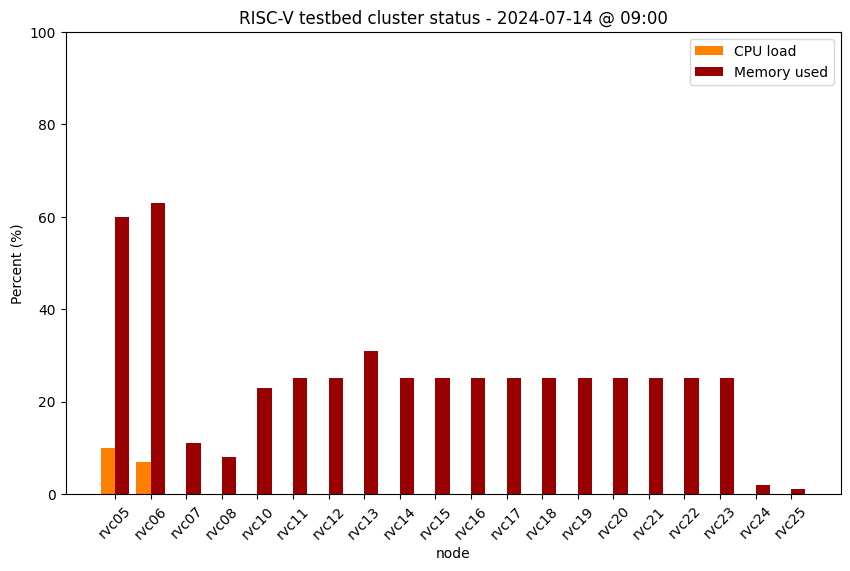 RISC-V testbed cluster status - 2024-07-14 @ 09:00
CPU load
Memory used
Percent (%)
100
80
60
40
20
0
rvc05 rvc06 rvc07 rvc08 rvc10 rvc11 rvc12 rvc13 rvc14 rvc15 rvc16 rvc17 rvc18 rvc19 rvc20 rvc21 rvc22 rvc23 rvc24 rvc25
node